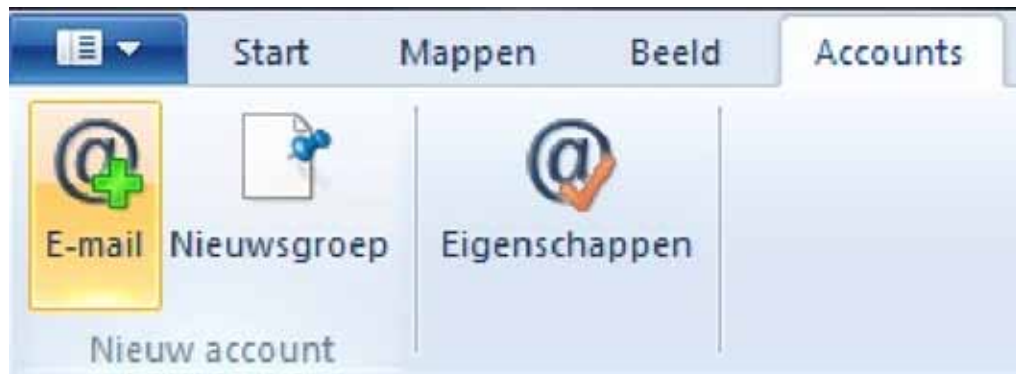 Start Mappen Beeld Accounts
E-mail Nieuwsgroep Eigenschappen
Nieuw account